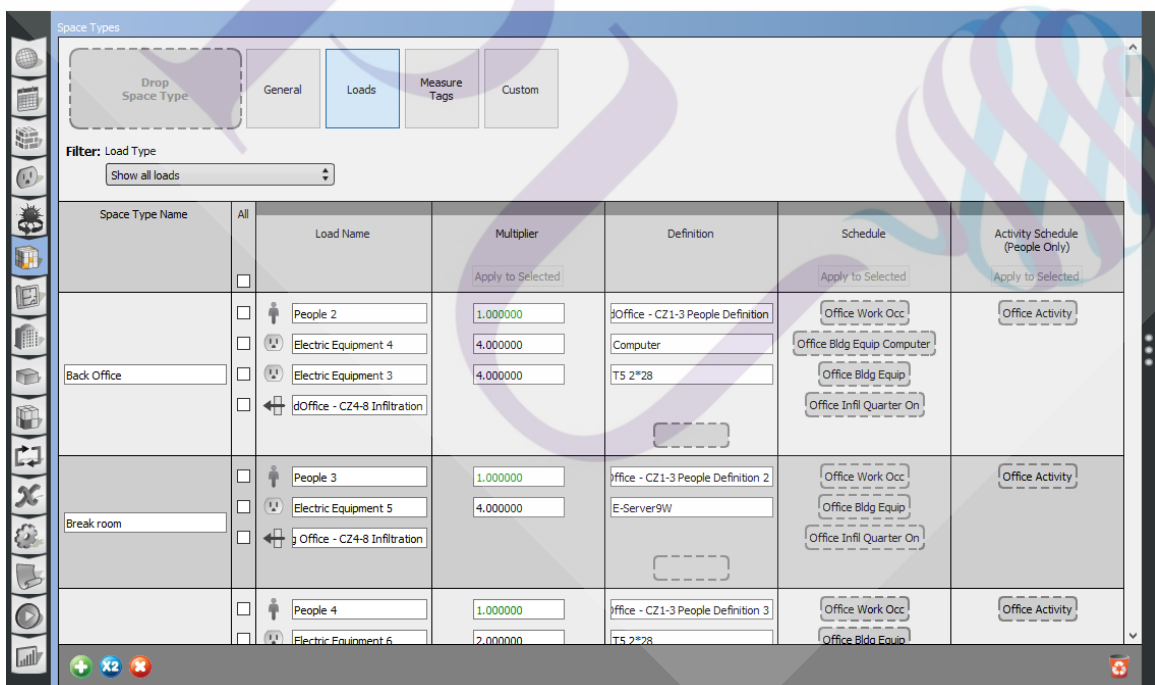 Space Types
Drop
Space Type
General
Loads
Measure
Tags
Custom
Filter: Load Type
Show all loads
Space Type Name
All
Load Name
Multiplier
Definition
Schedule
Activity Schedule
(People Only)
Apply to Selected
Apply to Selected
Apply to Selected
Back Office
People 2
1.000000
dOffice - CZ1-3 People Definition
Office Work Occ
Office Activity
Electric Equipment 4
4.000000
Computer
Office Bldg Equip Computer
Electric Equipment 3
4.000000
T5 2*28
Office Bldg Equip
dOffice - CZ4-8 Infiltration
Office Infil Quarter On
Break room
People 3
1.000000
Office - CZ1-3 People Definition 2
Office Work Occ
Office Activity
Electric Equipment 5
4.000000
E-Server9W
Office Bldg Equip
g Office - CZ4-8 Infiltration
Office Infil Quarter On
People 4
1.000000
Office - CZ1-3 People Definition 3
Office Work Occ
Office Activity
Electric Equipment 6
2.000000
T5 2*28
Office Bldg Equip
X2